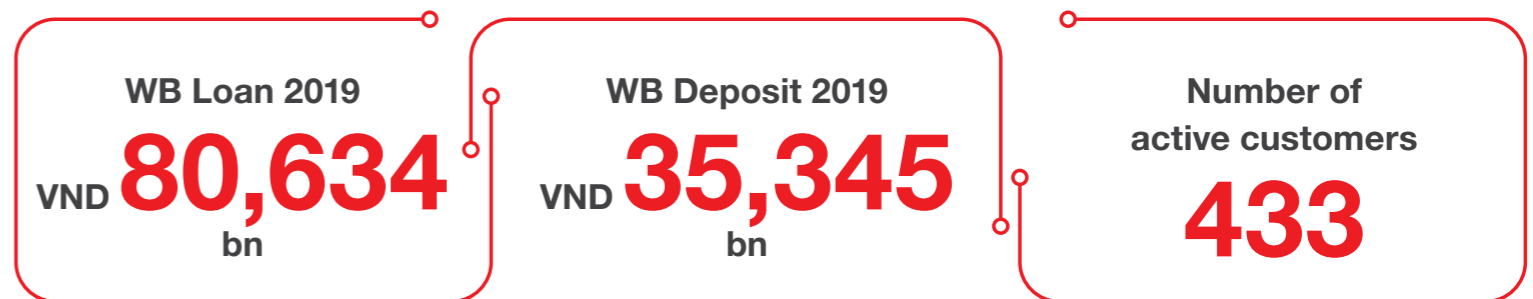 WB Loan 2019
VND 80,634
bn
WB Deposit 2019
VND 35,345
bn
Number of
active customers
433